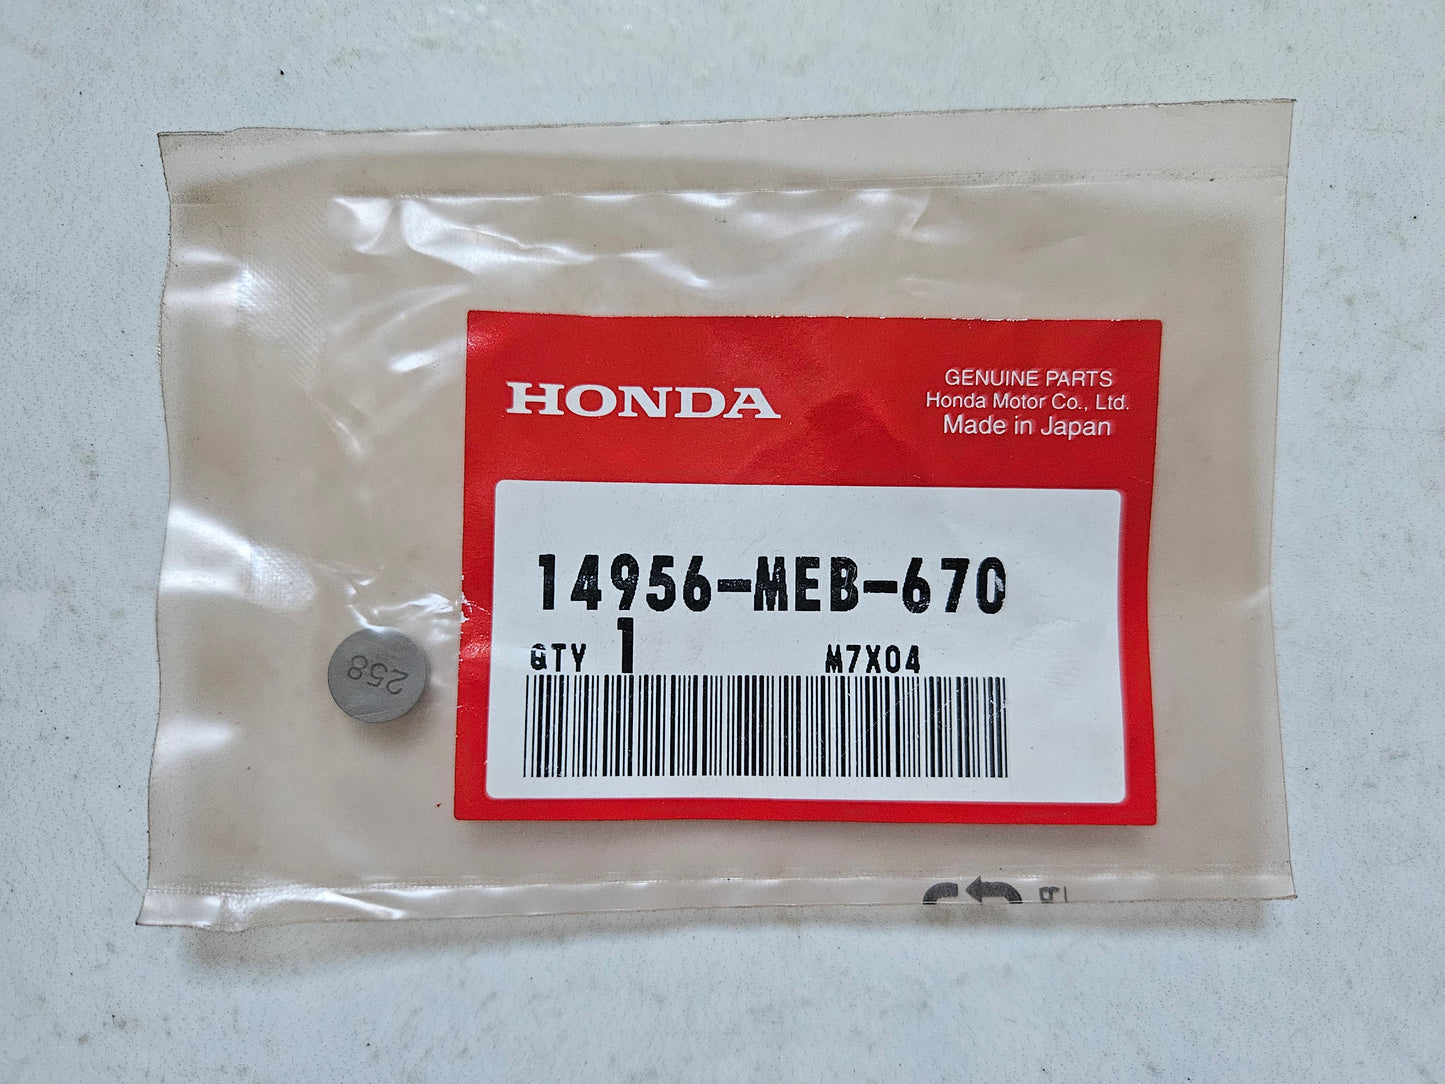 HONDA
GENUINE PARTS
Honda Motor Co., Ltd.
Made in Japan
14956-MEB-670
QTY 1 M7X04
258